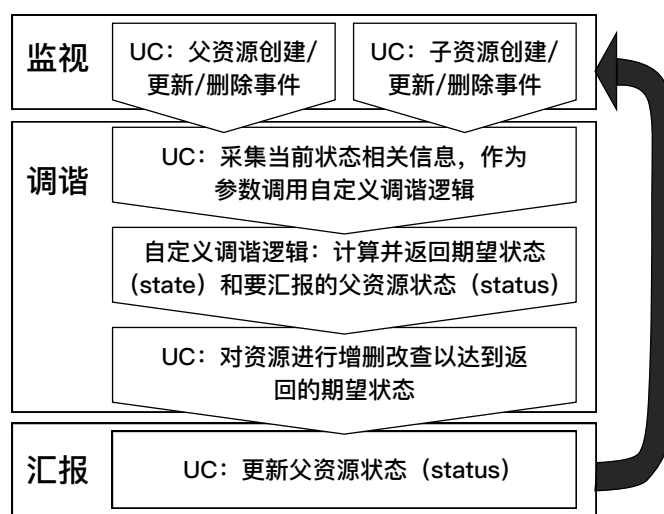 监视
UC：父资源创建/
更新/删除事件
UC：子资源创建/
更新/删除事件
调谐
UC：采集当前状态相关信息，作为
参数调用自定义调谐逻辑
自定义调谐逻辑：计算并返回期望状态
（state）和要汇报的父资源状态（status）
UC：对资源进行增删改查以达到返
回的期望状态
汇报
UC：更新父资源状态（status）